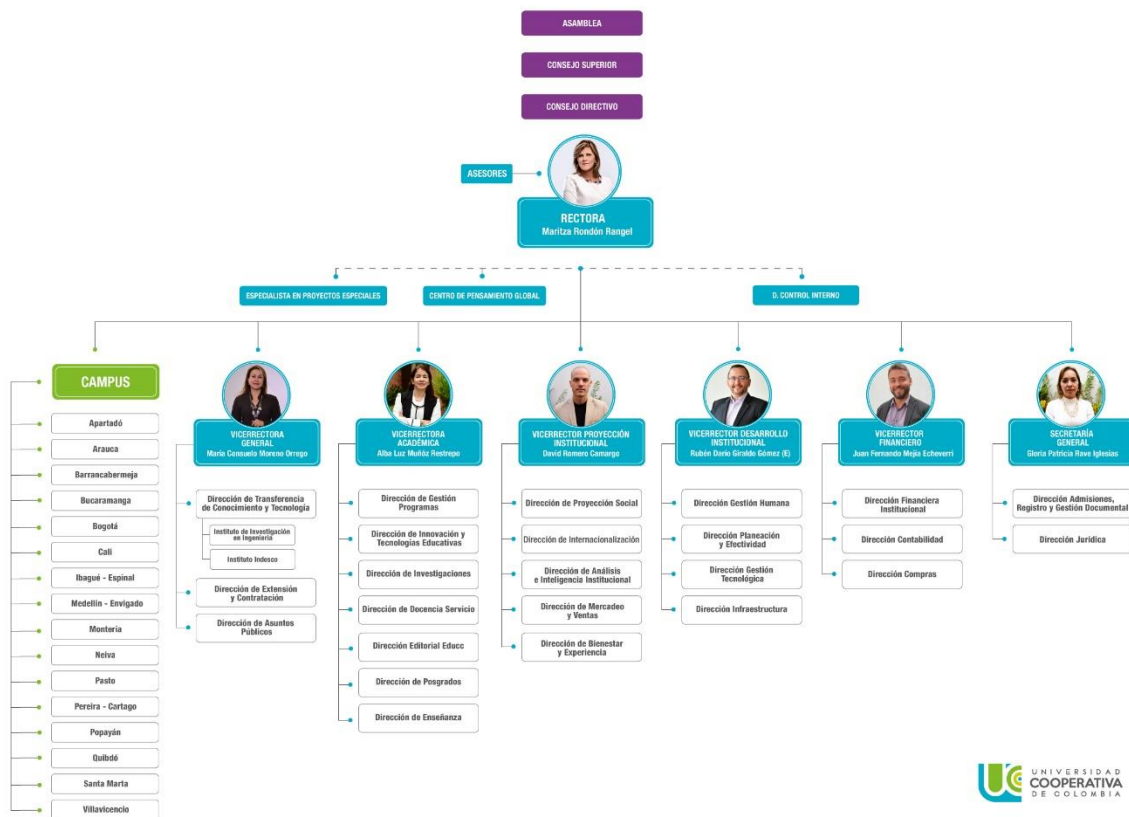 ASAMBLEA
CONSEJO SUPERIOR
CONSEJO DIRECTIVO
ASESORES
RECTORA
Maritza Rondón Rangel
ESPECIALISTA EN PROYECTOS ESPECIALES
CENTRO DE PENSAMIENTO GLOBAL
D. CONTROL INTERNO
CAMPUS
Apartadó
Arauca
Barrancabermeja
Bucaramanga
Bogotá
Cali
Ibagué - Espinal
Medellín - Envigado
Montería
Neiva
Pasto
Pereira - Cartago
Popayán
Quibdó
Santa Marta
Villavicencio
VICERRECTORA
GENERAL
María Consuelo Moreno Orrego
Dirección de Transferencia
de Conocimiento y Tecnología
Instituto de Investigación
en Ingeniería
Instituto Indesco
Dirección de Extensión
y Contratación
Dirección de Asuntos
Públicos
VICERRECTORA
ACADÉMICA
Alba Luz Muñóz Restrepo
Dirección de Gestión
Programas
Dirección de Innovación y
Tecnologías Educativas
Dirección de Investigaciones
Dirección de Docencia Servicio
Dirección Editorial Educc
Dirección de Posgrados
Dirección de Enseñanza
VICERRECTOR PROYECCIÓN
INSTITUCIONAL
David Romero Camargo
Dirección de Proyección Social
Dirección de Internacionalización
Dirección de Análisis
e Inteligencia Institucional
Dirección de Mercadeo
y Ventas
Dirección de Bienestar
y Experiencia
VICERRECTOR DESARROLLO
INSTITUCIONAL
Rubén Darío Giraldo Gómez (E)
Dirección Gestión Humana
Dirección Planeación
y Efectividad
Dirección Gestión
Tecnológica
Dirección Infraestructura
VICERRECTOR
FINANCIERO
Juan Fernando Mejía Echeverri
Dirección Financiera
Institucional
Dirección Contabilidad
Dirección Compras
SECRETARÍA
GENERAL
Gloria Patricia Rave Iglesias
Dirección Admisiones,
Registro y Gestión Documental
Dirección Jurídica
UNIVERSIDAD
COOPERATIVA
DE COLOMBIA